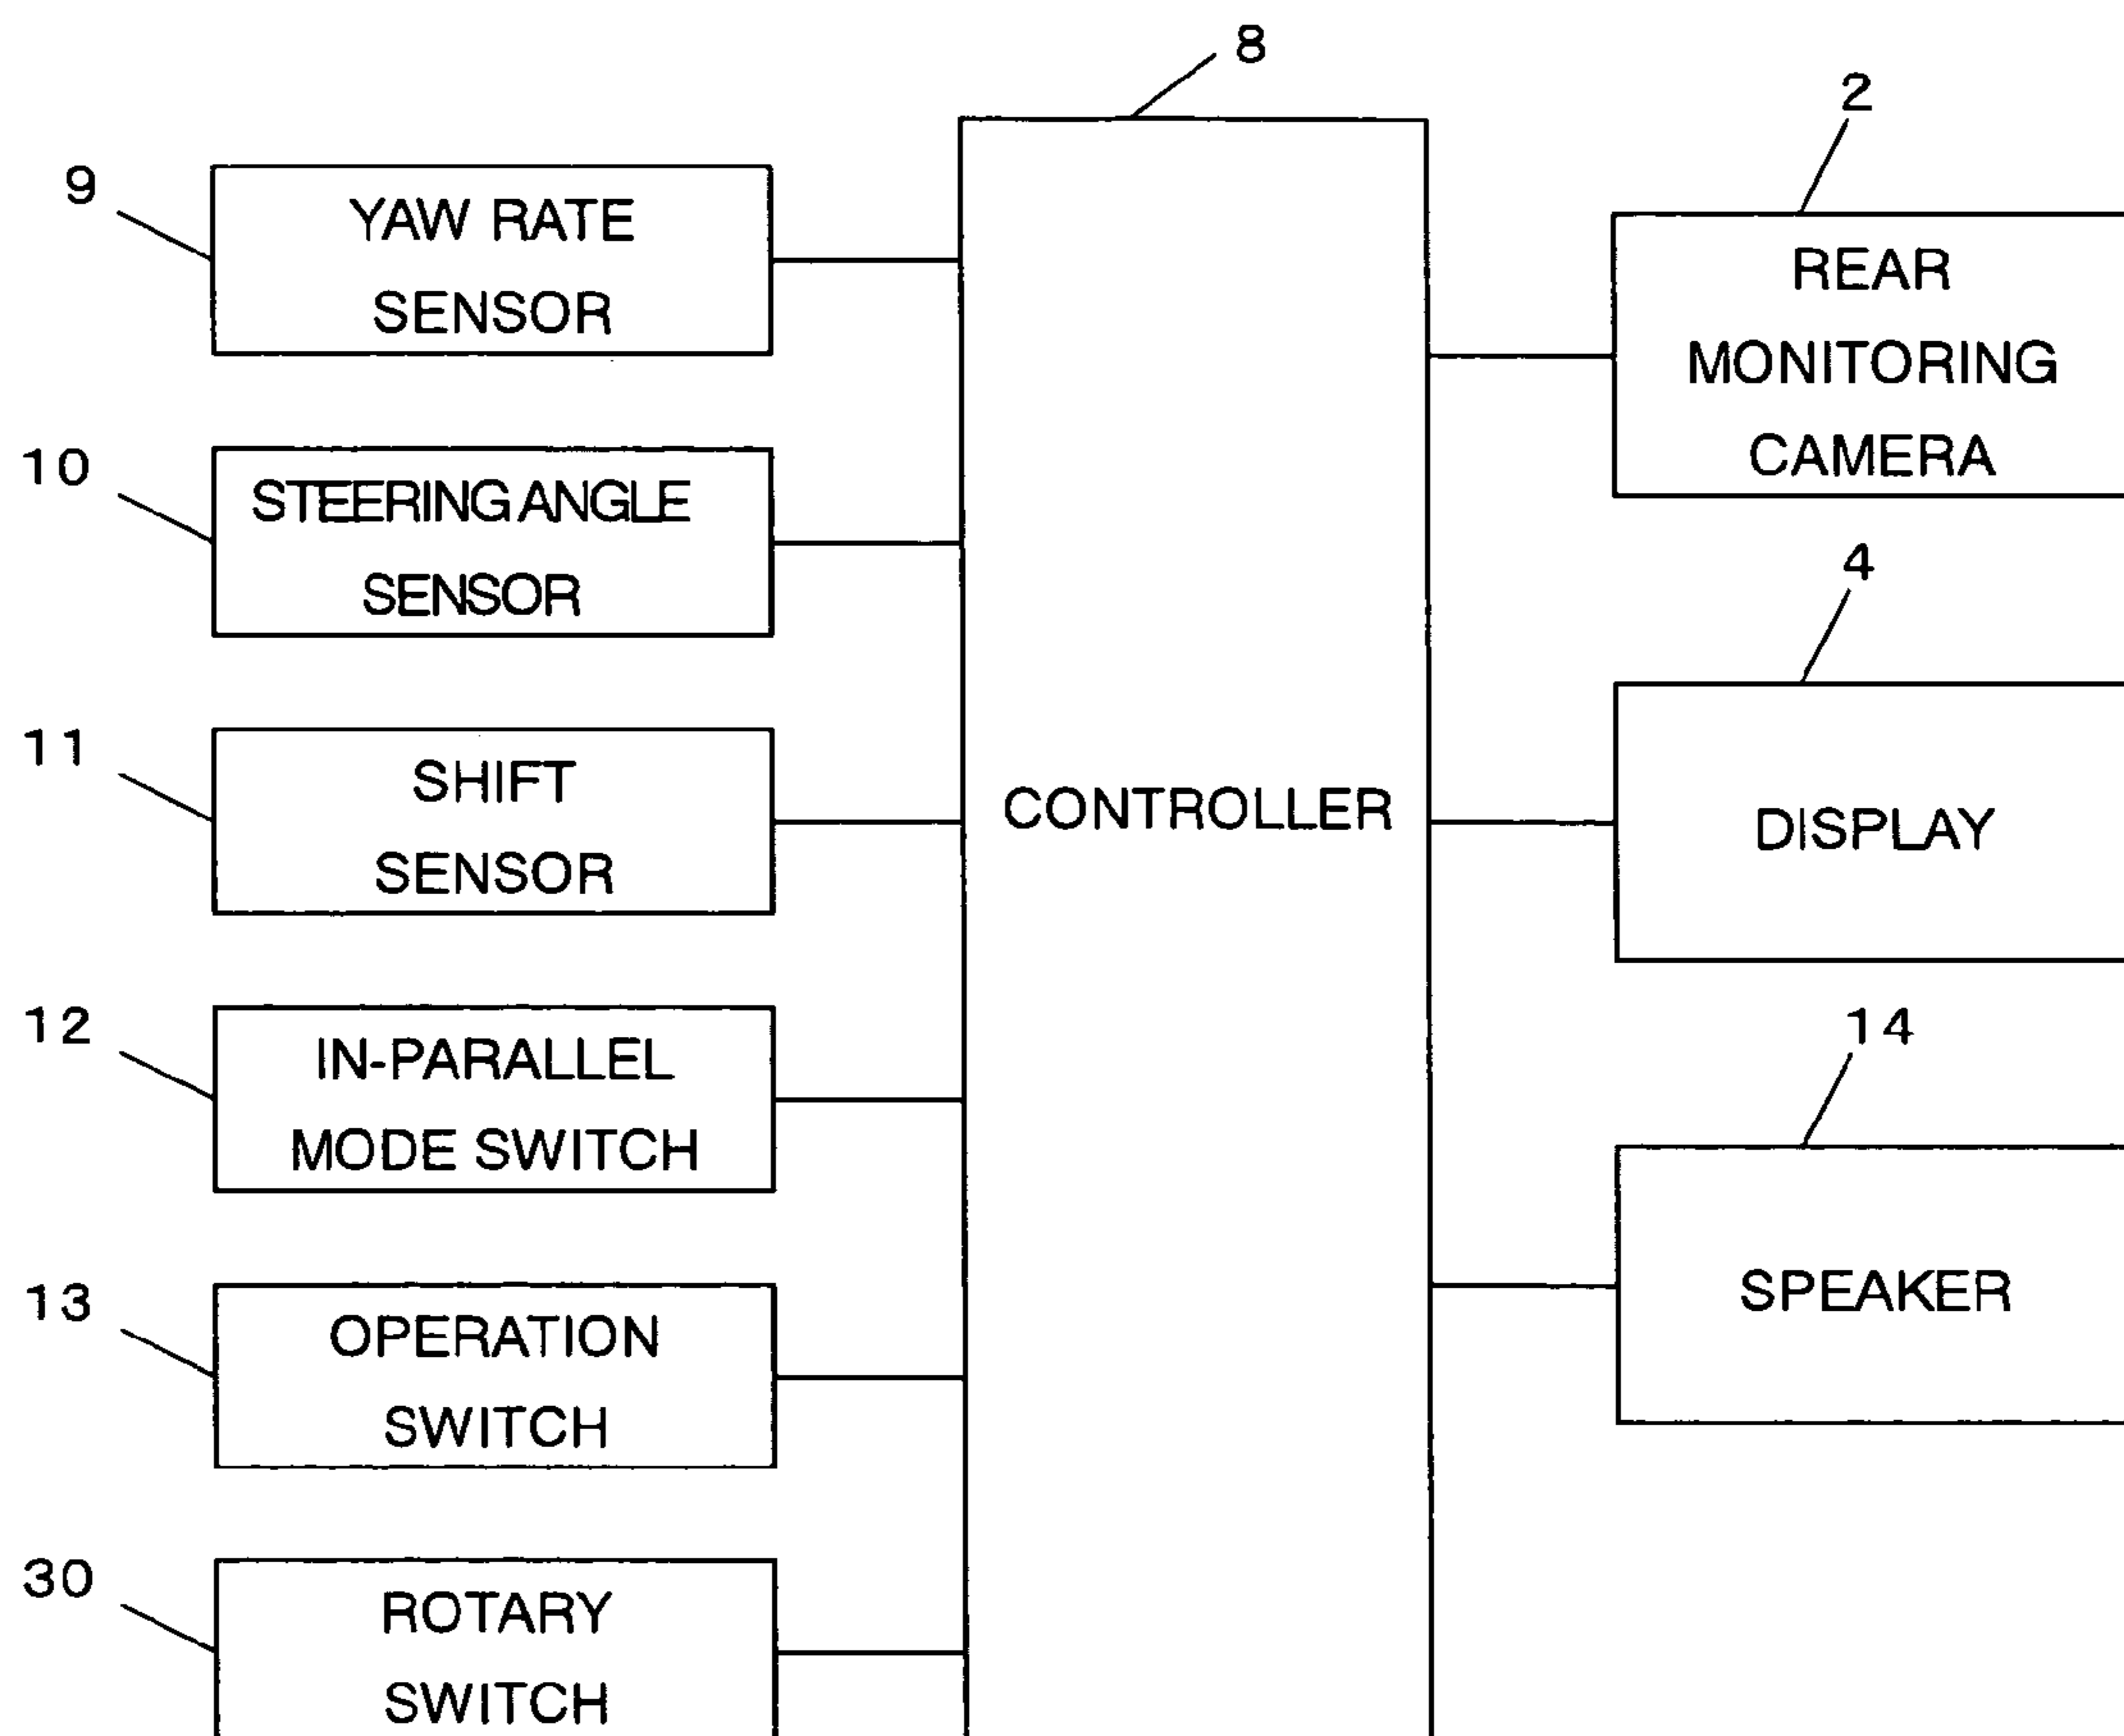 8
2
9
YAW RATE
SENSOR
REAR
MONITORING
CAMERA
10
STEERING ANGLE
SENSOR
4
11
SHIFT
SENSOR
CONTROLLER
DISPLAY
12
IN-PARALLEL
MODE SWITCH
14
13
OPERATION
SWITCH
SPEAKER
30
ROTARY
SWITCH